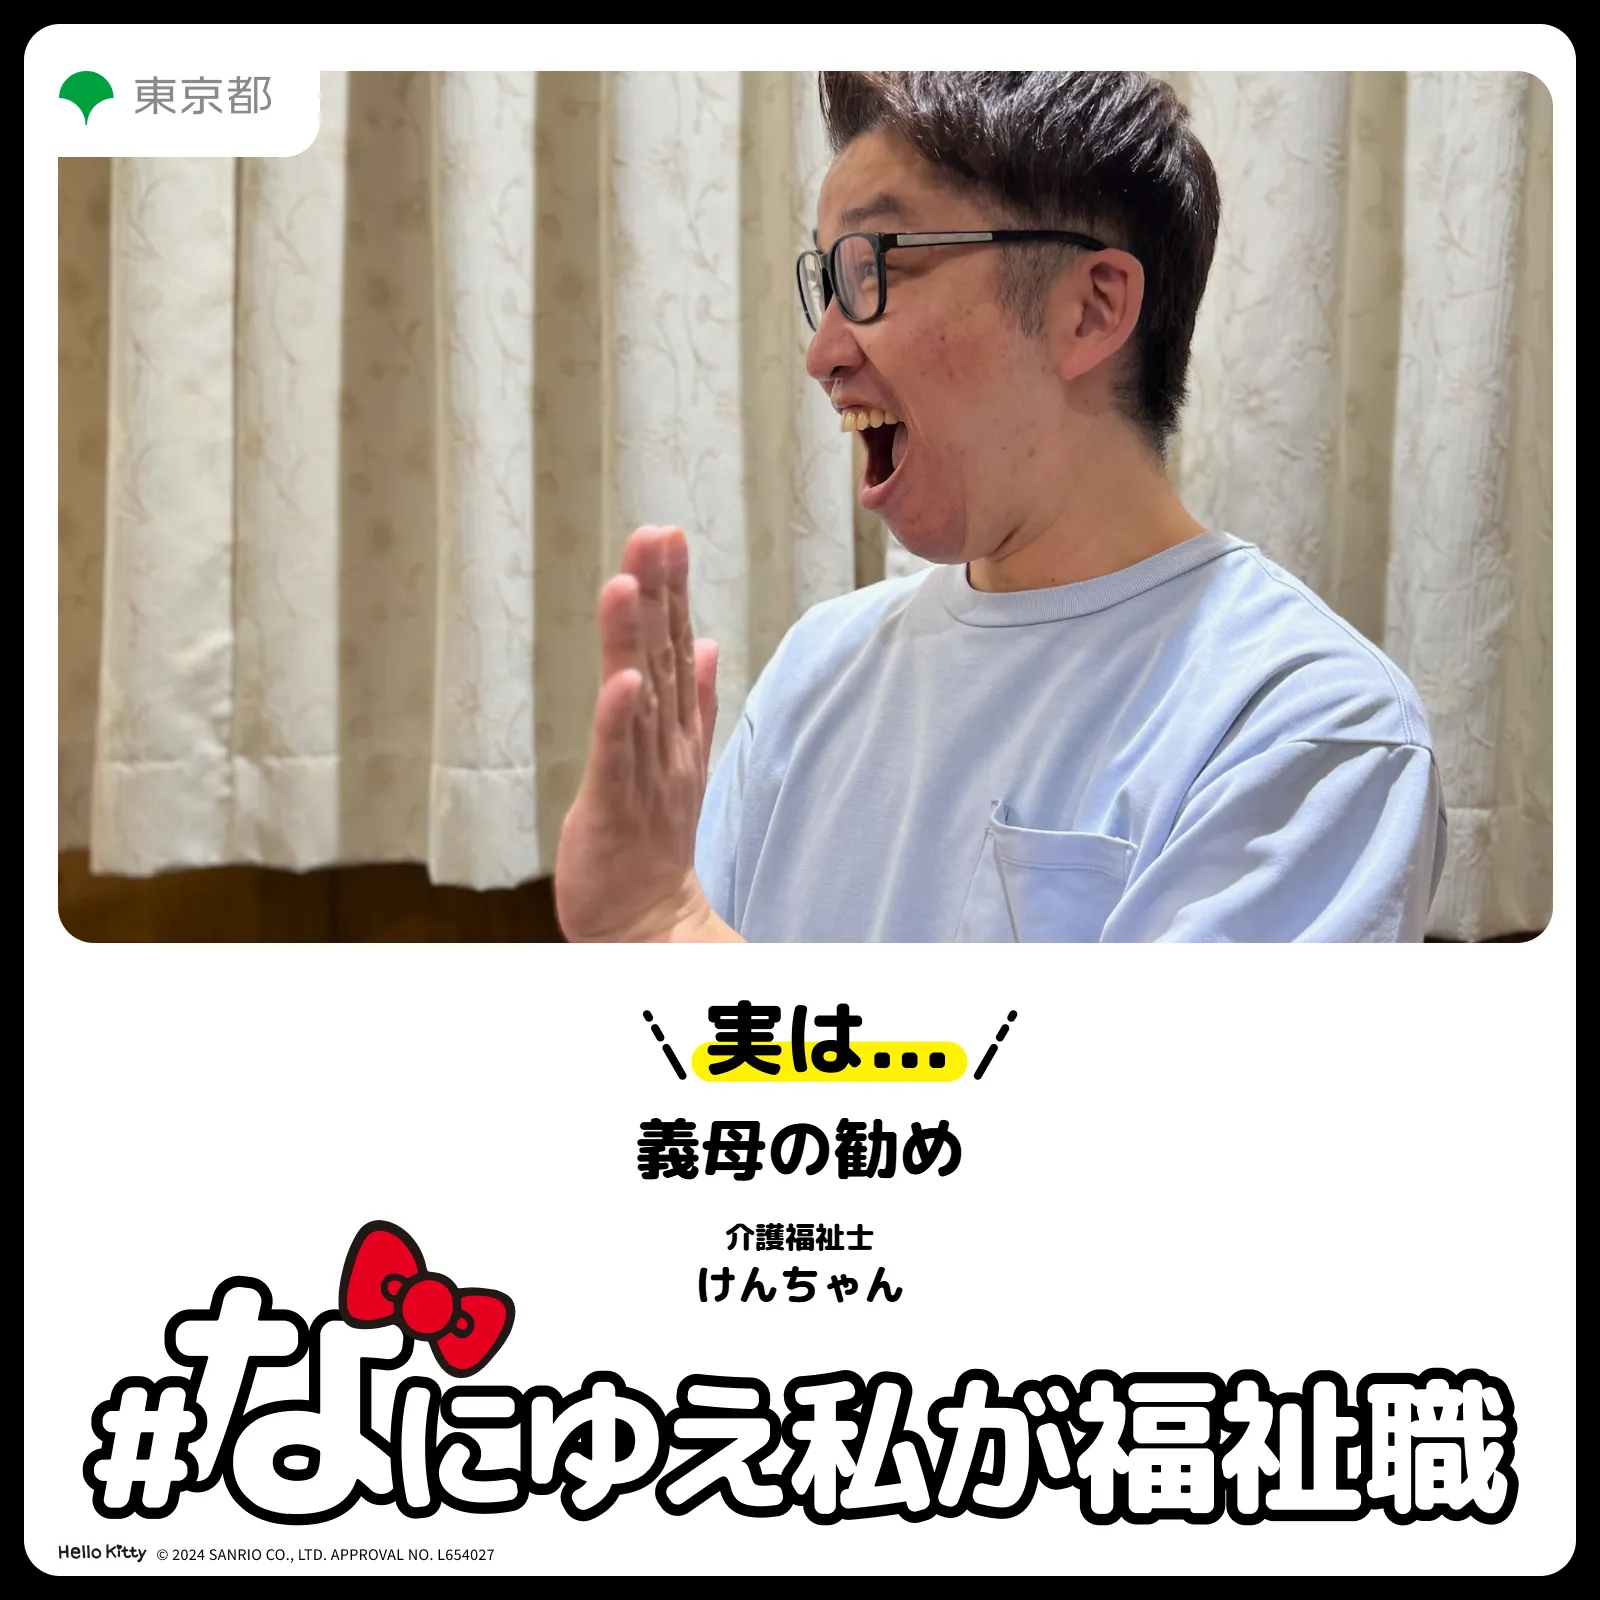 東京都
実は...
義母の勧め
介護福祉士
けんちゃん
#なにゆえ私が福祉職
Hello Kitty © 2024 SANRIO CO., LTD. APPROVAL NO. L654027